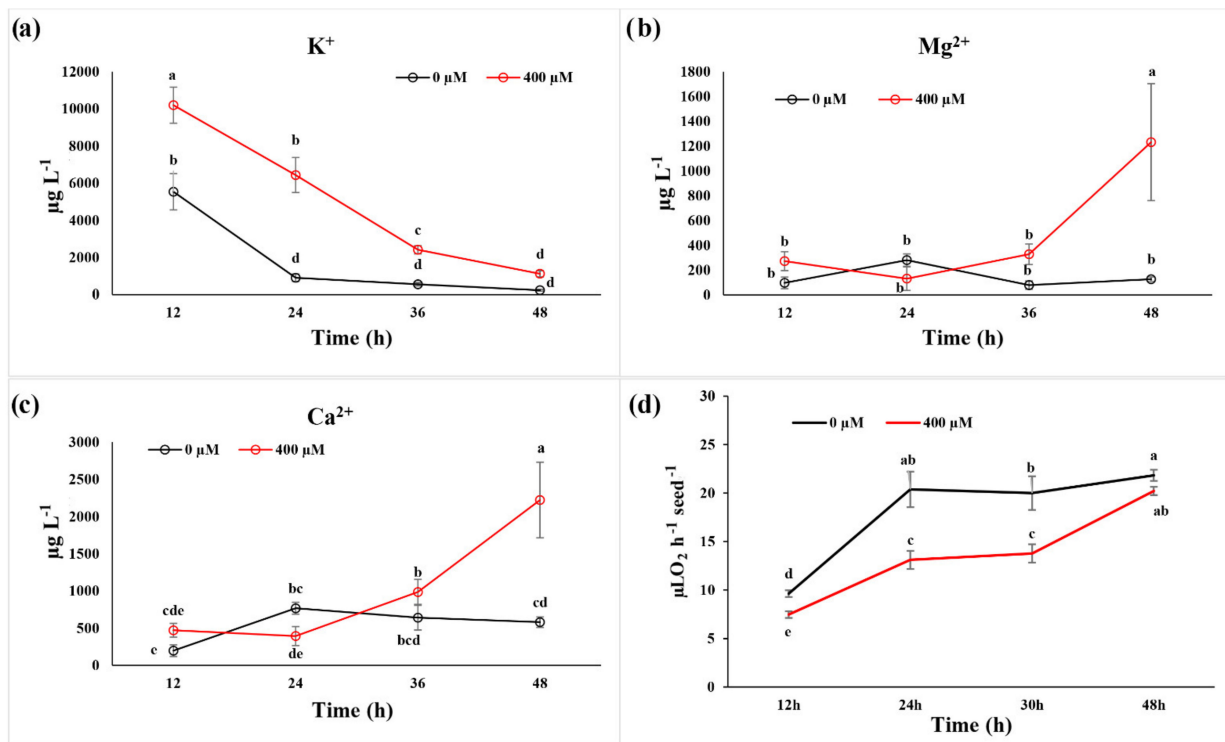 (a)
K⁺
12000
10000
8000
6000
4000
2000
0
µg L⁻¹
0 µM
400 µM
a
b
b
d
c
d
d
d
12
24
36
48
Time (h)
(b)
Mg²⁺
1800
1600
1400
1200
1000
800
600
400
200
0
µg L⁻¹
0 µM
400 µM
b
b
b
b
b
b
a
b
12
24
36
48
Time (h)
(c)
Ca²⁺
3000
2500
2000
1500
1000
500
0
µg L⁻¹
0 µM
400 µM
cde
e
bc
de
b
bcd
a
cd
12
24
36
48
Time (h)
(d)
30
25
20
15
10
5
0
µLO₂ h⁻¹ seed⁻¹
0 µM
400 µM
d
e
ab
c
b
c
a
ab
12h
24h
30h
48h
Time (h)